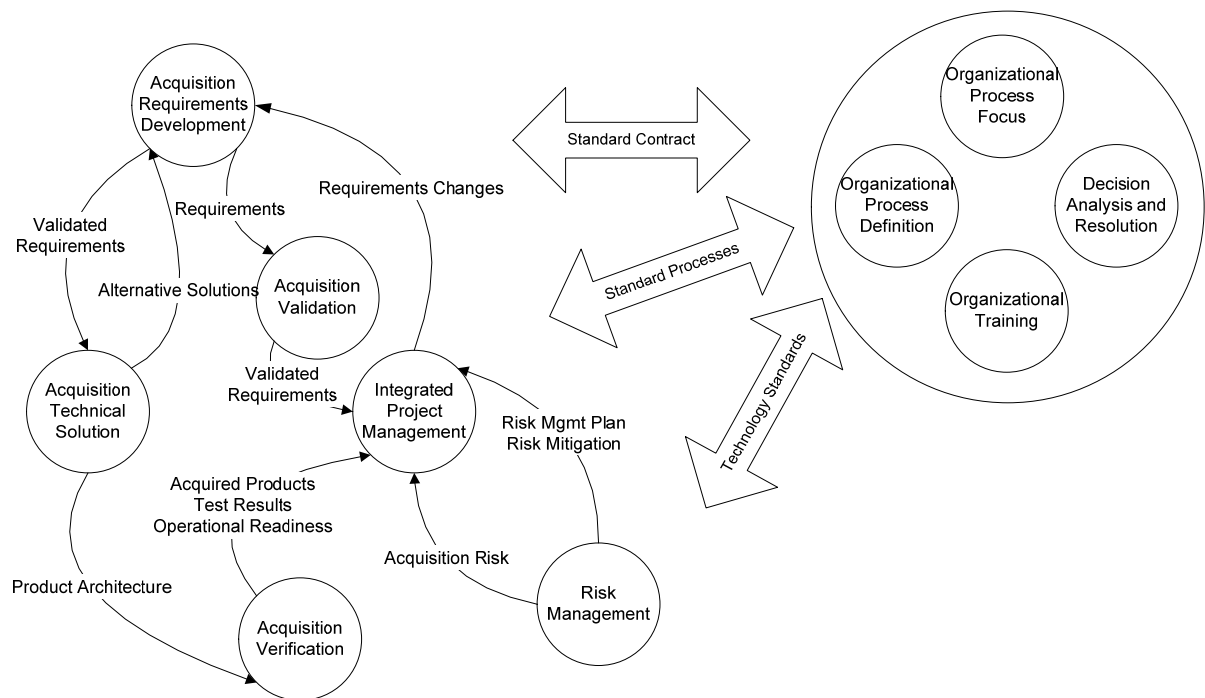 Acquisition
Requirements
Development
Organizational
Process
Focus
Standard Contract
Requirements Changes
Organizational
Process
Definition
Decision
Analysis and
Resolution
Validated
Requirements
Requirements
Standard Processes
Alternative Solutions
Acquisition
Validation
Organizational
Training
Validated
Requirements
Acquisition
Technical
Solution
Integrated
Project
Management
Risk Mgmt Plan
Risk Mitigation
Technology Standards
Acquired Products
Test Results
Operational Readiness
Acquisition Risk
Product Architecture
Risk
Management
Acquisition
Verification